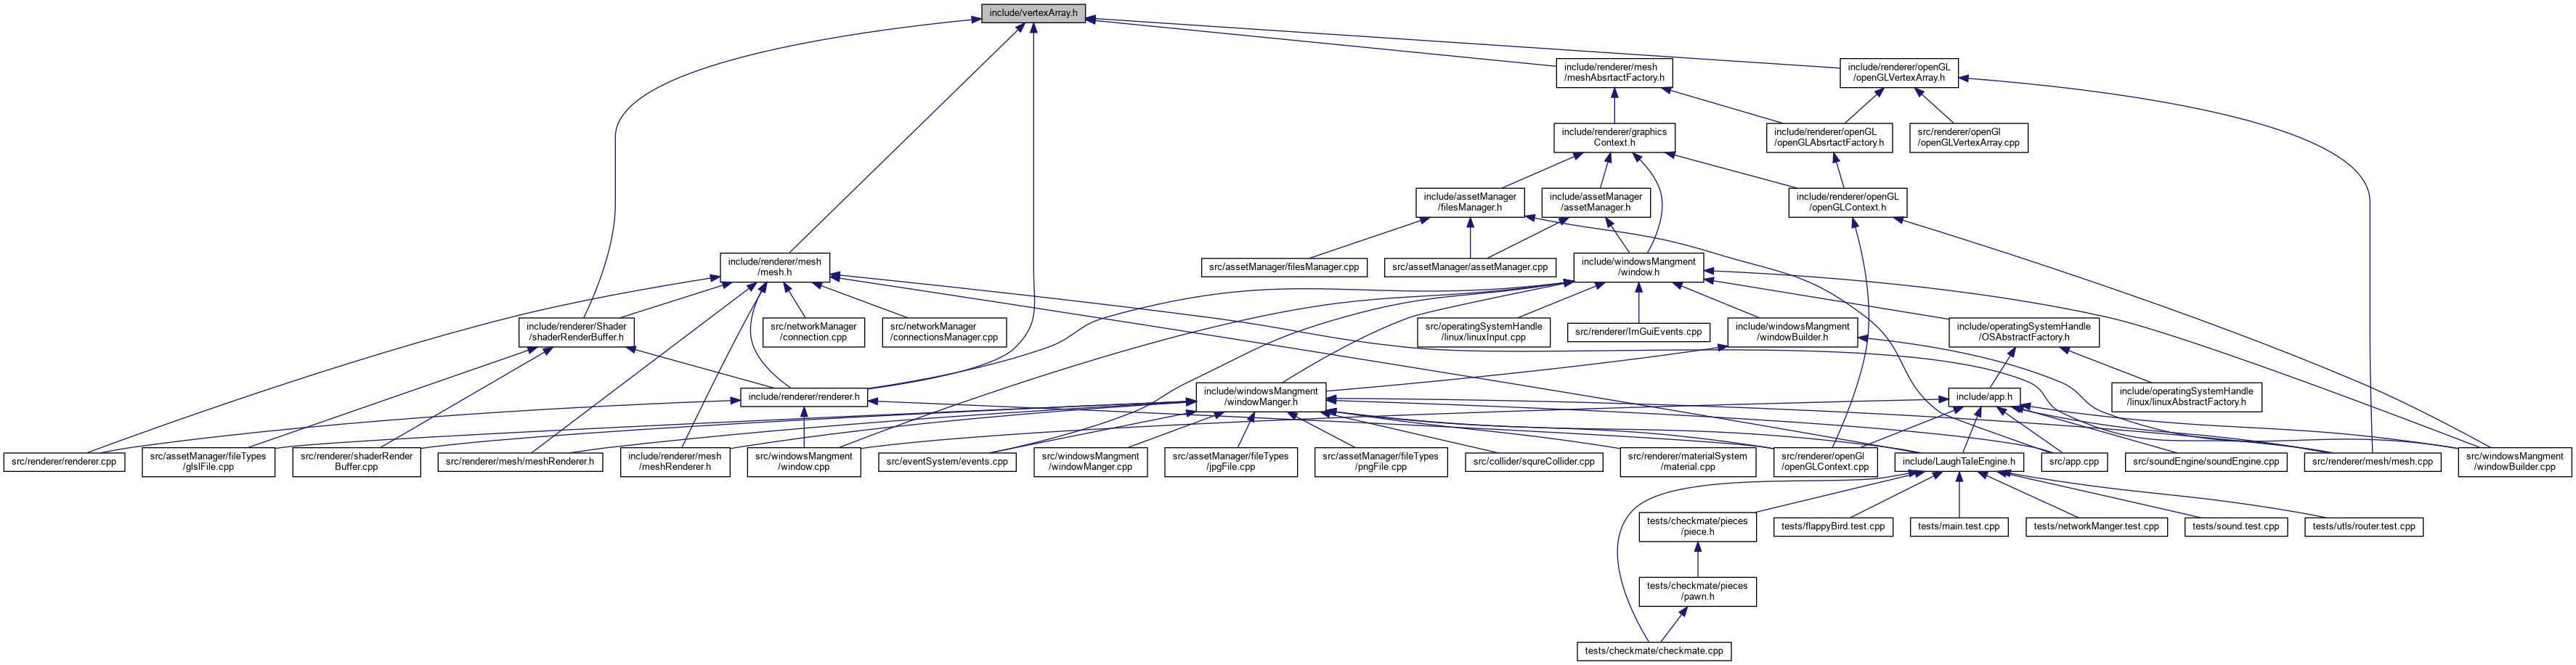 include/vertexArray.h
include/renderer/mesh
/meshAbsrtactFactory.h
include/renderer/openGL
/openGLVertexArray.h
include/renderer/graphics
Context.h
include/renderer/openGL
/openGLAbsrtactFactory.h
src/renderer/openGl
/openGLVertexArray.cpp
include/assetManager
/filesManager.h
include/assetManager
/assetManager.h
include/renderer/openGL
/openGLContext.h
include/renderer/mesh
/mesh.h
src/assetManager/filesManager.cpp
src/assetManager/assetManager.cpp
include/windowsMangment
/window.h
include/renderer/Shader
/shaderRenderBuffer.h
src/networkManager
/connection.cpp
src/networkManager
/connectionsManager.cpp
src/operatingSystemHandle
/linux/linuxInput.cpp
src/renderer/ImGuiEvents.cpp
include/windowsMangment
/windowBuilder.h
include/operatingSystemHandle
/OSAbstractFactory.h
include/renderer/renderer.h
include/windowsMangment
/windowManger.h
include/app.h
include/operatingSystemHandle
/linux/linuxAbstractFactory.h
src/renderer/renderer.cpp
src/assetManager/fileTypes
/glslFile.cpp
src/renderer/shaderRender
Buffer.cpp
src/renderer/mesh/meshRenderer.h
include/renderer/mesh
/meshRenderer.h
src/windowsMangment
/window.cpp
src/eventSystem/events.cpp
src/windowsMangment
/windowManger.cpp
src/assetManager/fileTypes
/jpgFile.cpp
src/assetManager/fileTypes
/pngFile.cpp
src/collider/squreCollider.cpp
src/renderer/materialSystem
/material.cpp
src/renderer/openGl
/openGLContext.cpp
include/LaughTaleEngine.h
src/app.cpp
src/soundEngine/soundEngine.cpp
src/renderer/mesh/mesh.cpp
src/windowsMangment
/windowBuilder.cpp
tests/checkmate/pieces
/piece.h
tests/flappyBird.test.cpp
tests/main.test.cpp
tests/networkManger.test.cpp
tests/sound.test.cpp
tests/utls/router.test.cpp
tests/checkmate/pieces
/pawn.h
tests/checkmate/checkmate.cpp